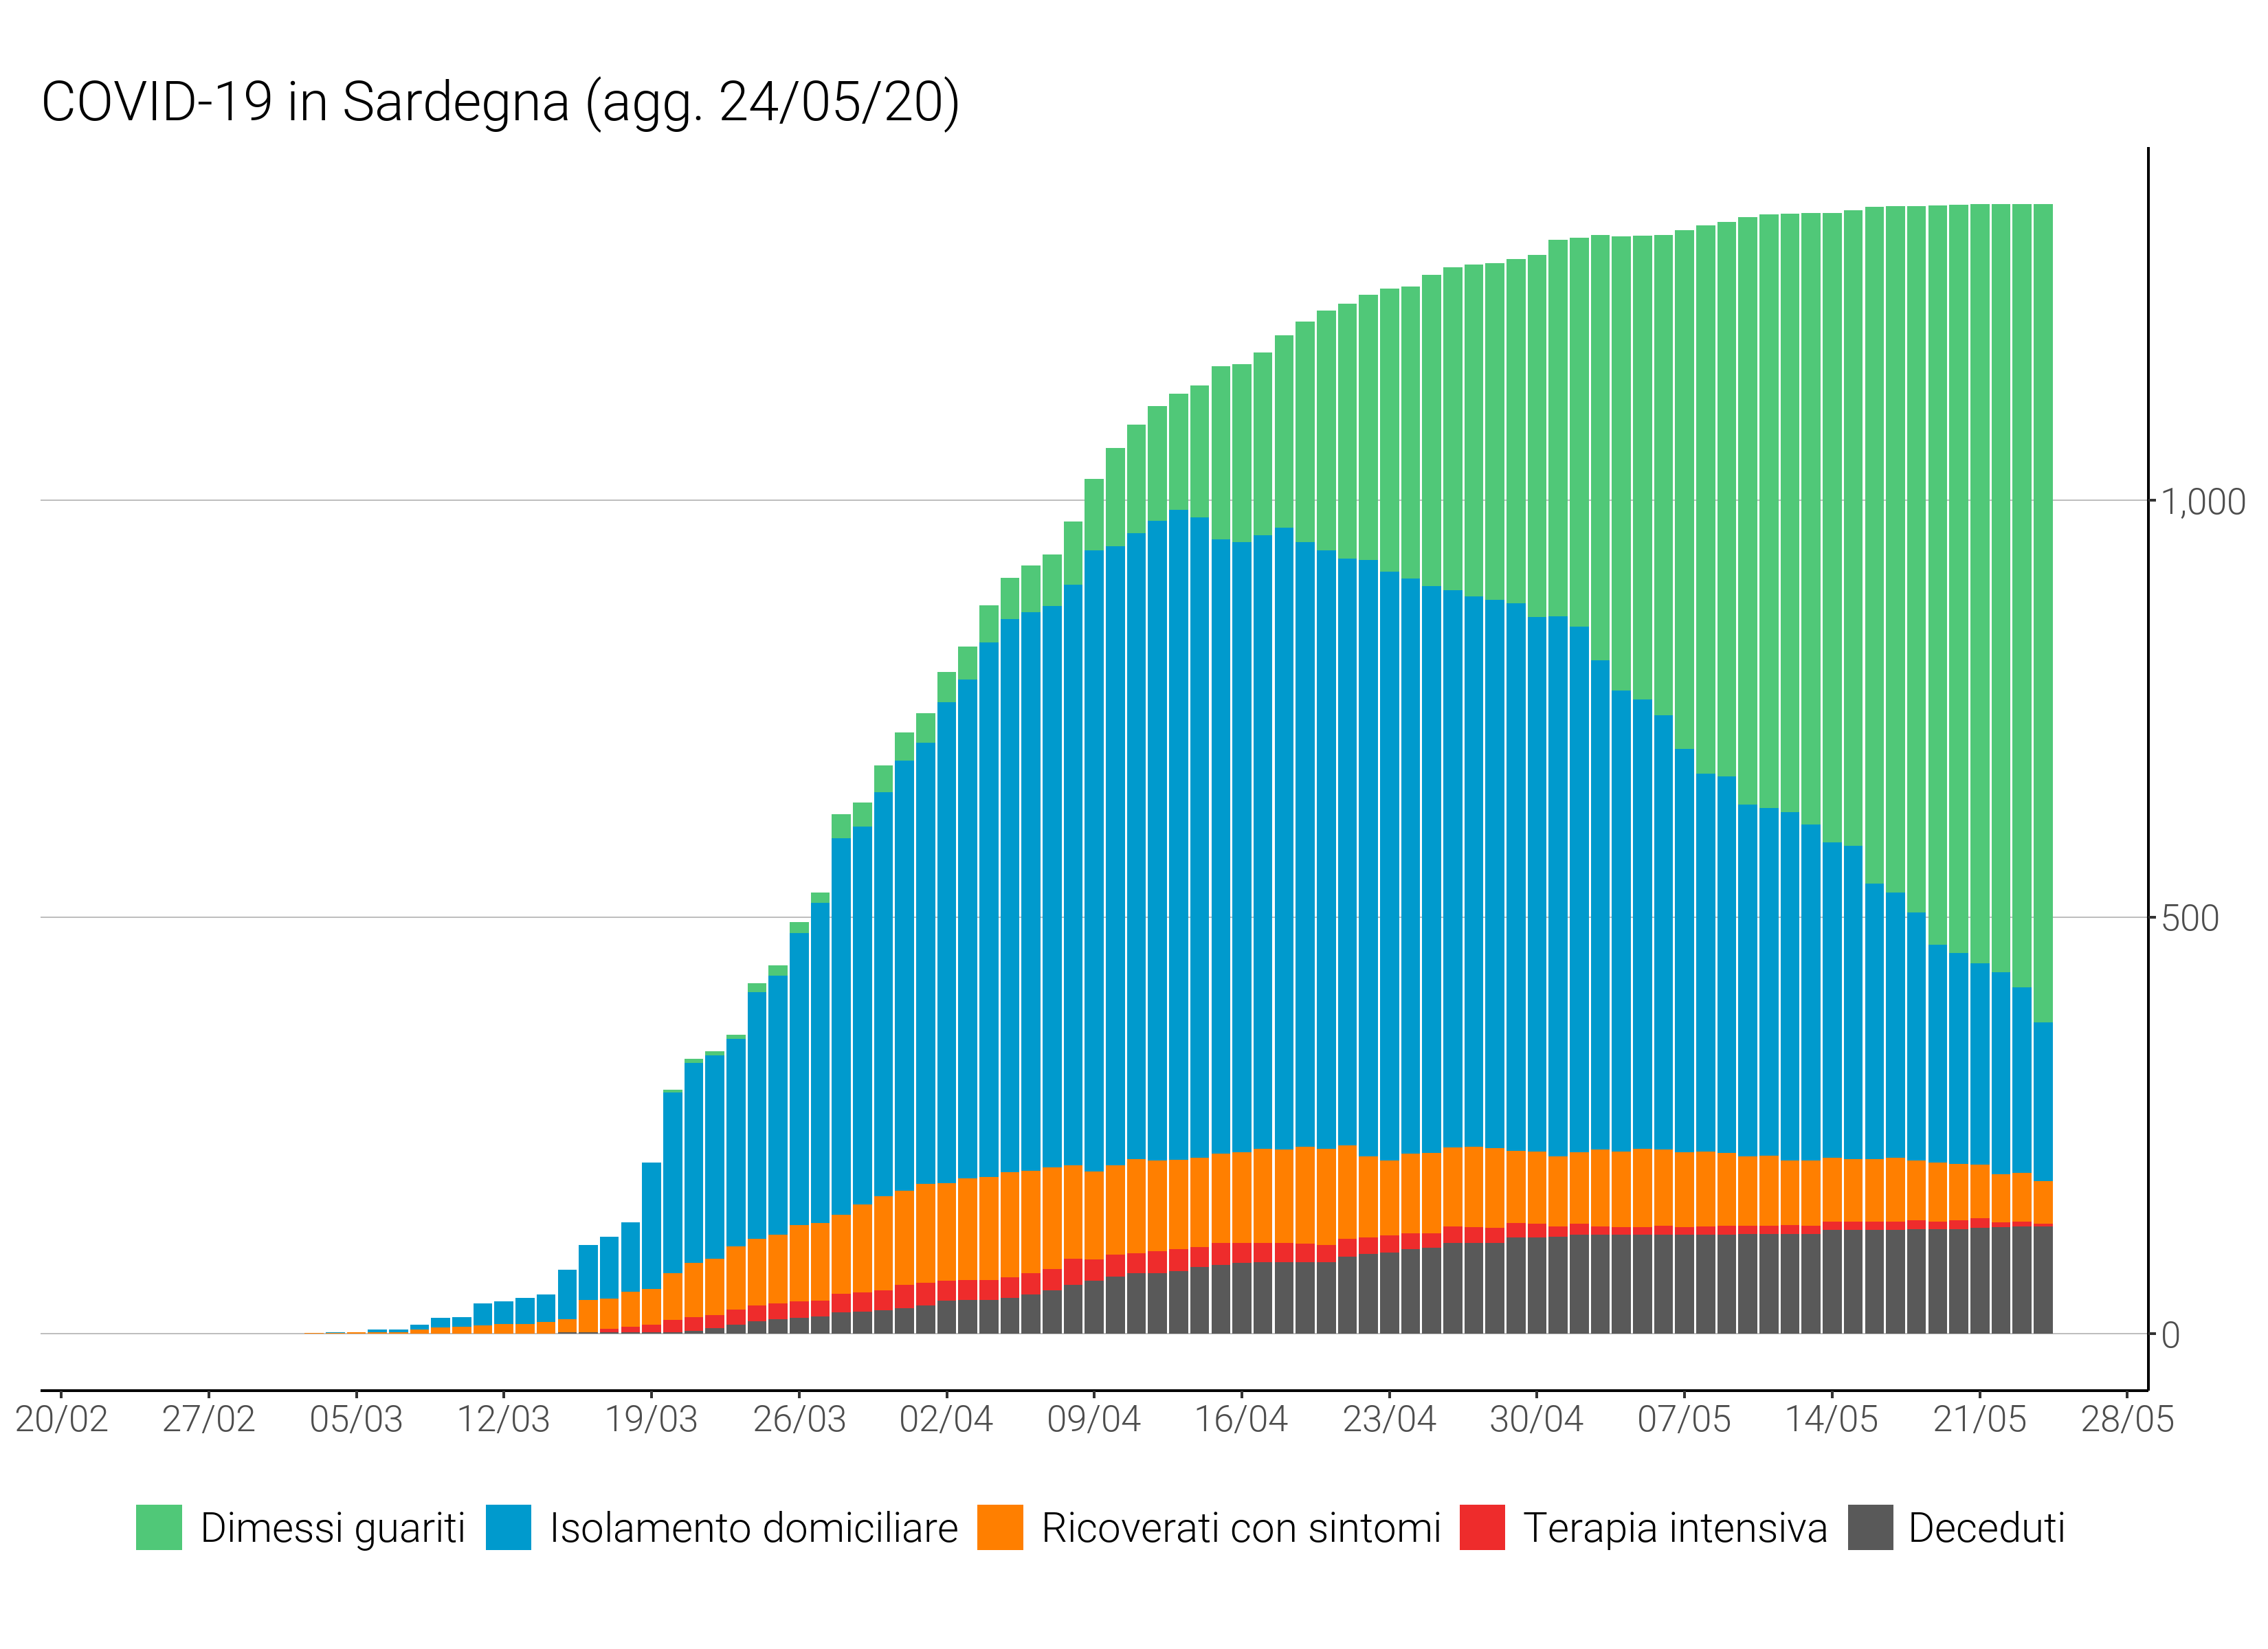 COVID-19 in Sardegna (agg. 24/05/20)
1,000
500
0
20/02 27/02 05/03 12/03 19/03 26/03 02/04 09/04 16/04 23/04 30/04 07/05 14/05 21/05 28/05
Dimessi guariti Isolamento domiciliare Ricoverati con sintomi Terapia intensiva Deceduti